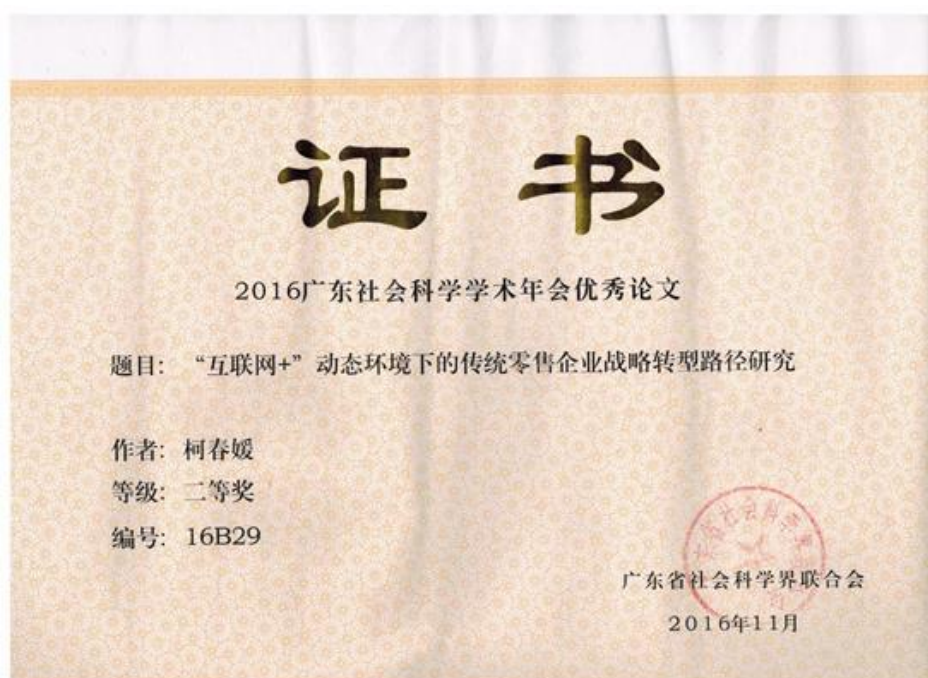 证书
2016广东社会科学学术年会优秀论文
题目：“互联网+”动态环境下的传统零售企业战略转型路径研究
作者：柯春媛
等级：二等奖
编号：16B29
广东省社会科学界联合会
2016年11月